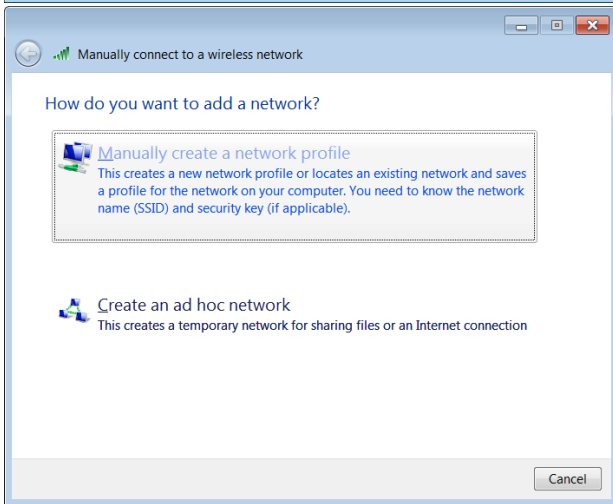 Manually connect to a wireless network
How do you want to add a network?
Manually create a network profile
This creates a new network profile or locates an existing network and saves
a profile for the network on your computer. You need to know the network
name (SSID) and security key (if applicable).
Create an ad hoc network
This creates a temporary network for sharing files or an Internet connection
Cancel